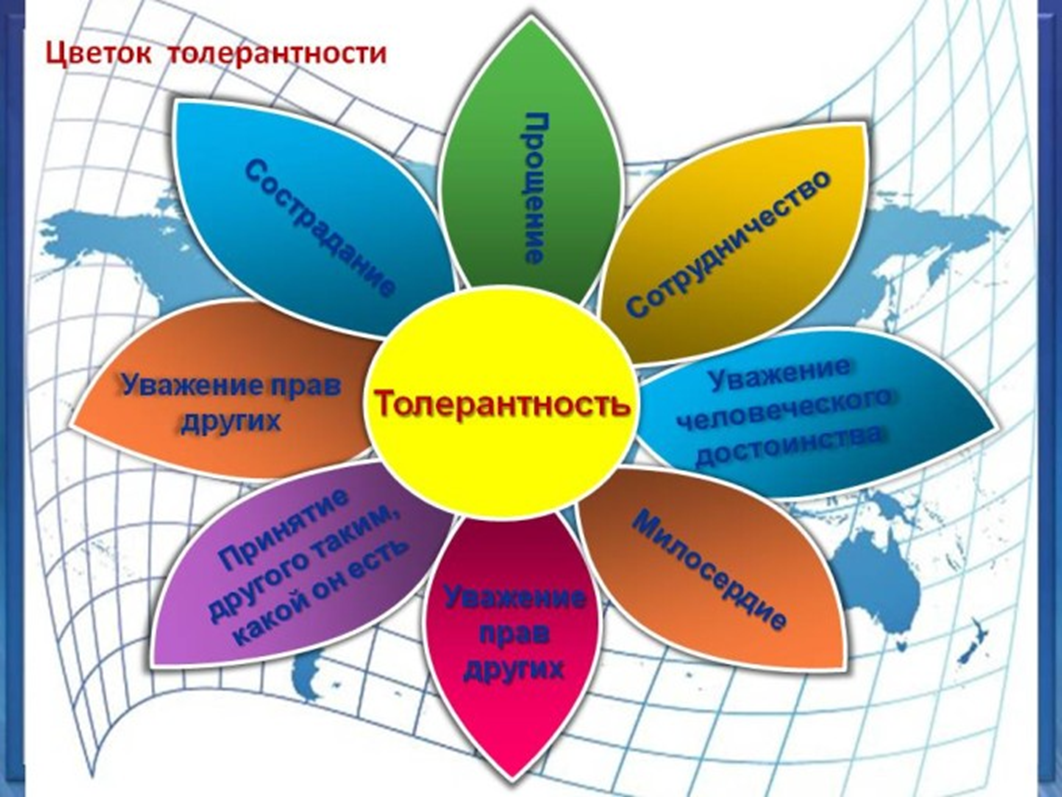 Цветок толерантности
Прощение
Сотрудничество
Уважение
человеческого
достоинства
Милосердие
Уважение
прав
других
Принятие
другого таким,
какой он есть
Уважение прав
других
Сострадание
Толерантность